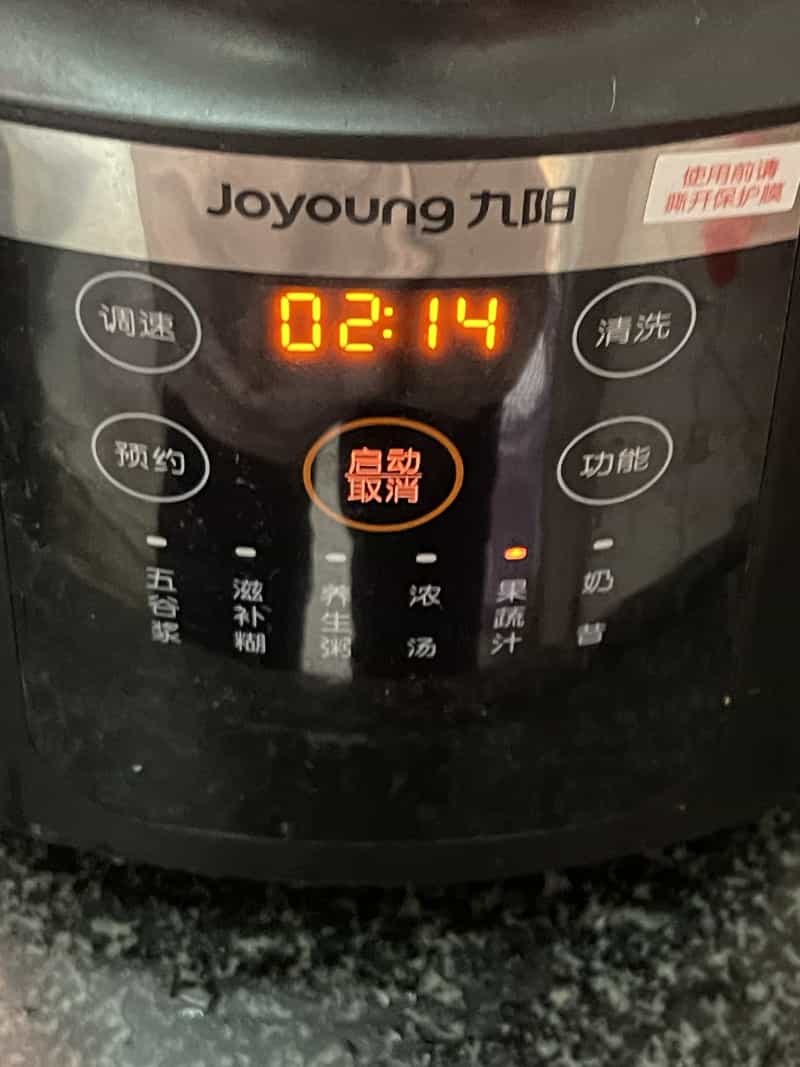 Joyoung 九阳
使用前请
撕开保护膜
调速
02:14
清洗
预约
启动
取消
功能
五谷浆
滋补糊
养生粥
浓汤
果蔬汁
奶昔